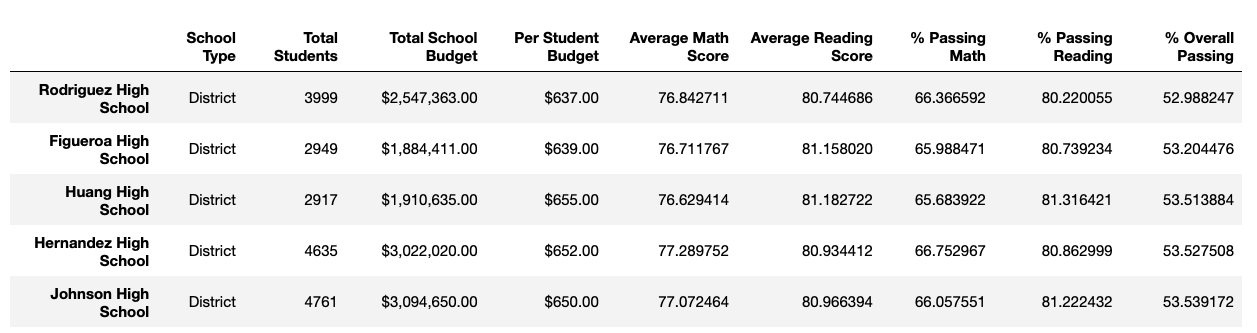 School Type Total Students Total School Budget Per Student Budget Average Math Score Average Reading Score % Passing Math % Passing Reading % Overall Passing
Rodriguez High School District 3999 $2,547,363.00 $637.00 76.842711 80.744686 66.366592 80.220055 52.988247
Figueroa High School District 2949 $1,884,411.00 $639.00 76.711767 81.158020 65.988471 80.739234 53.204476
Huang High School District 2917 $1,910,635.00 $655.00 76.629414 81.182722 65.683922 81.316421 53.513884
Hernandez High School District 4635 $3,022,020.00 $652.00 77.289752 80.934412 66.752967 80.862999 53.527508
Johnson High School District 4761 $3,094,650.00 $650.00 77.072464 80.966394 66.057551 81.222432 53.539172